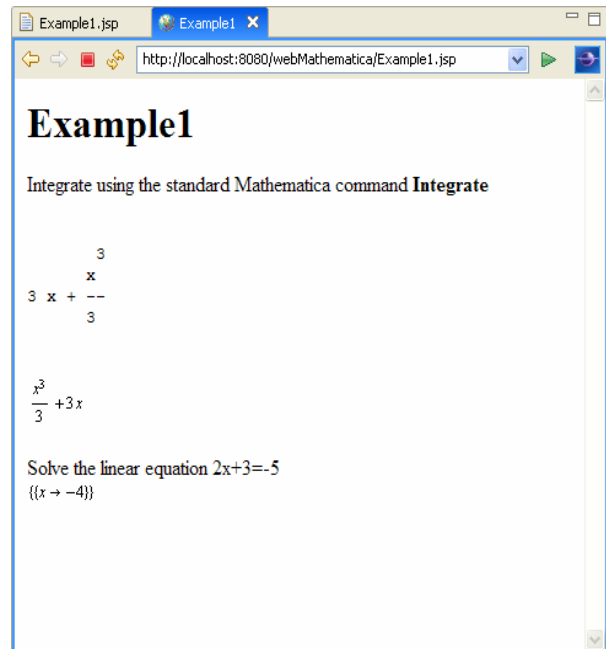 Example1.jsp
Example1
http://localhost:8080/webMathematica/Example1.jsp
Example1
Integrate using the standard Mathematica command Integrate
3
x
3 x + --
3
x³
— +3x
3
Solve the linear equation 2x+3=-5
{{x → −4}}